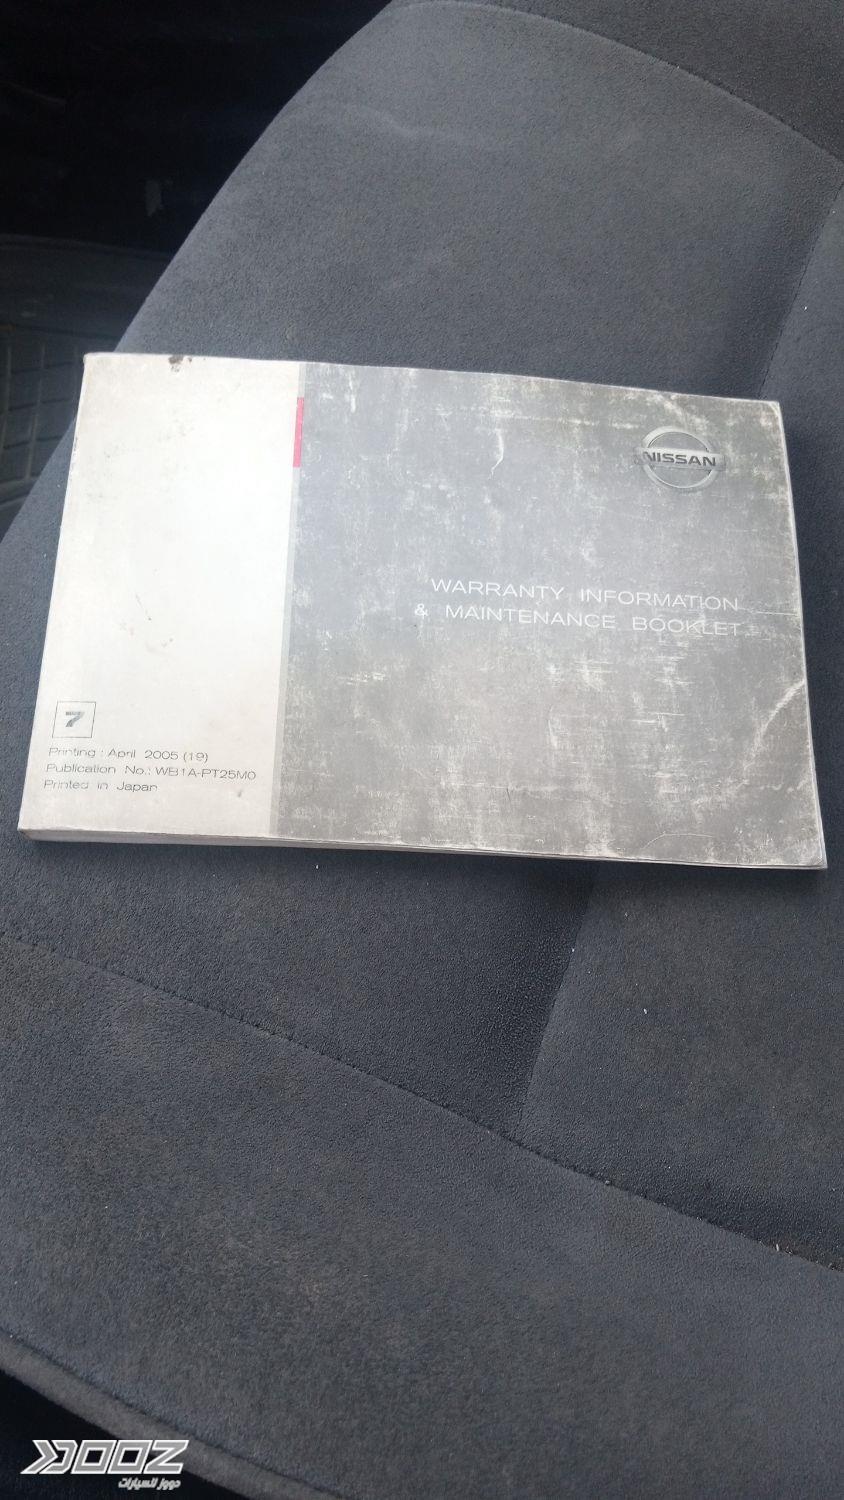 NISSAN
WARRANTY INFORMATION
& MAINTENANCE BOOKLET
7
Printing : April 2005 (19)
Publication No.: WB1A-PT25M0
Printed in Japan
DOOZ
دووز للسيارات